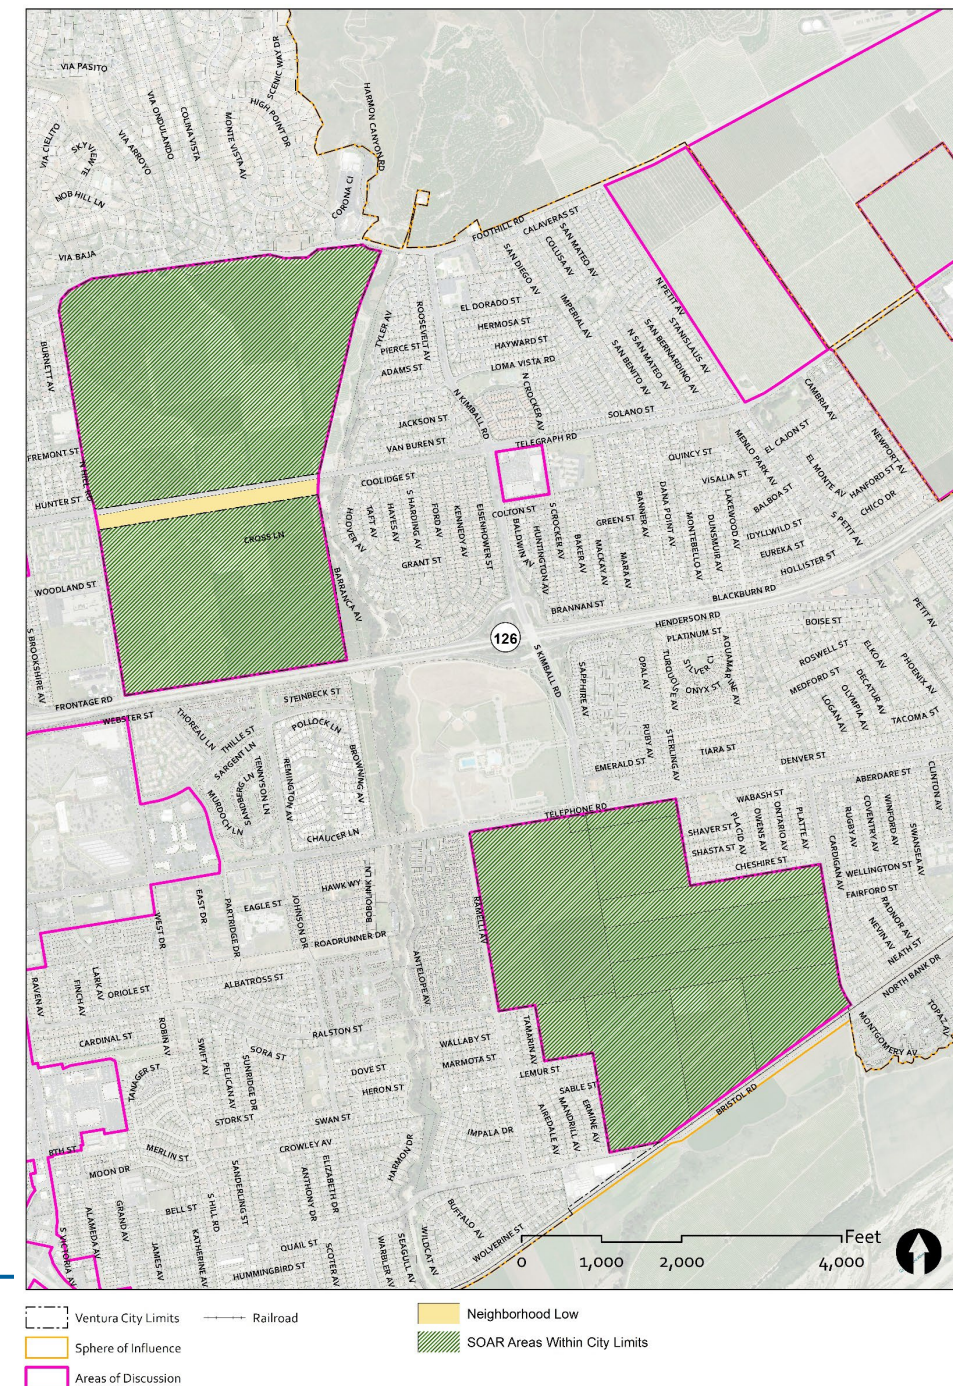 VIA PASITO
SCENIC WAY DR
HIGH POINT DR
VIA ONDULANDO
COLINA VISTA
MONTE VISTA AV
VIA ARROYO
VIA CIELITO
SKYVIEW TE
NOB HILL LN
HARMON CANYON RD
CORONA CI
VIA BAJA
FOOTHILL RD
CALAVERAS ST
SAN MATEO AV
COLUSA AV
SAN DIEGO AV
N PETIT AV
STANISLAUS AV
SAN BERNARDINO AV
N SAN MATEO AV
SAN BENITO AV
IMPERIAL AV
EL DORADO ST
HERMOSA ST
HAYWARD ST
LOMA VISTA RD
ROOSEVELT AV
TYLER AV
PIERCE ST
ADAMS ST
BURNETT AV
N KIMBALL RD
N CROCKER AV
SOLANO ST
JACKSON ST
VAN BUREN ST
TELEGRAPH RD
CAMBRIA AV
EL CAJON ST
MENLO PARK AV
NEWPORT AV
EL MONTE AV
HANFORD ST
CHICO DR
FREMONT ST
N HILL RD
HUNTER ST
COOLIDGE ST
QUINCY ST
VISALIA ST
BALBOA ST
S PETIT AV
IDYLLWILD ST
EUREKA ST
HOLLISTER ST
COLTON ST
GREEN ST
BANNER AV
DANA POINT AV
MONTEBELLO AV
DUNSMUIR AV
LAKEWOOD AV
HOOVER AV
TAFT AV
HAYES AV
S HARDING AV
FORD AV
KENNEDY AV
EISENHOWER ST
BALDWIN AV
HUNTINGTON AV
S CROCKER AV
BAKER AV
MACKAY AV
MARA AV
CROSS LN
GRANT ST
BARRANCA AV
WOODLAND ST
S BROOKSHIRE AV
BRANNAN ST
BLACKBURN RD
HENDERSON RD
126
PLATINUM ST
BOISE ST
PETIT AV
S KIMBALL RD
SAPPHIRE AV
OPAL AV
TURQUOISE AV
SILVER CI
AQUAMARINE AV
ONYX ST
ROSWELL ST
ELKO AV
MEDFORD ST
DECATUR AV
OLYMPIA AV
LOGAN AV
PHOENIX AV
TACOMA ST
FRONTAGE RD
WEBSTER ST
STEINBECK ST
THOREAU LN
THILLE ST
SARGENT LN
POLLOCK LN
BROWNING AV
TENNYSON LN
REMINGTON AV
SANDBERG LN
MURDOCH LN
CHAUCER LN
RUBY AV
STERLING AV
EMERALD ST
TIARA ST
DENVER ST
ABERDARE ST
CLINTON AV
TELEPHONE RD
WABASH ST
SHAVER ST
SHASTA ST
PLACID AV
OWENS AV
ONTARIO AV
PLATTE AV
CHESHIRE ST
CARDIGAN AV
RUGBY AV
COVENTRY AV
WINFORD AV
SWANSEA AV
WELLINGTON ST
FAIRFORD ST
RADNOR AV
NEVIN AV
NEATH ST
NORTH BANK DR
TOPAZ AV
MONTGOMERY AV
HAWK WY
EAGLE ST
BOBOLINK LN
JOHNSON DR
PARTRIDGE DR
EAST DR
WEST DR
ROADRUNNER DR
ALBATROSS ST
RAMELLI AV
ANTELOPE AV
RAVEN AV
LARK AV
FINCH AV
ORIOLE ST
CARDINAL ST
ROBIN AV
SWIFT AV
PELICAN AV
SUNRIDGE DR
SORA ST
RALSTON ST
DOVE ST
HERON ST
WALLABY ST
MARMOTA ST
TAMARIN AV
LEMUR ST
SABLE ST
ERMINE AV
MANDRILL AV
AIREDALE AV
BRISTOL RD
TANAGER ST
STORK ST
SWAN ST
IMPALA DR
8TH ST
MERLIN ST
MOON DR
CROWLEY AV
HARMON DR
ELIZABETH DR
ANTHONY DR
SANDERLING ST
S HILL RD
BELL ST
GRAND AV
ALAMEDA AV
S VICTORIA AV
JAMES AV
KATHERINE AV
QUAIL ST
HUMMINGBIRD ST
SCOTER AV
WARBLER AV
SEAGULL AV
WILDCAT AV
BUFFALO AV
WOLVERINE ST
Feet
0 1,000 2,000 4,000
Ventura City Limits
Railroad
Neighborhood Low
Sphere of Influence
SOAR Areas Within City Limits
Areas of Discussion